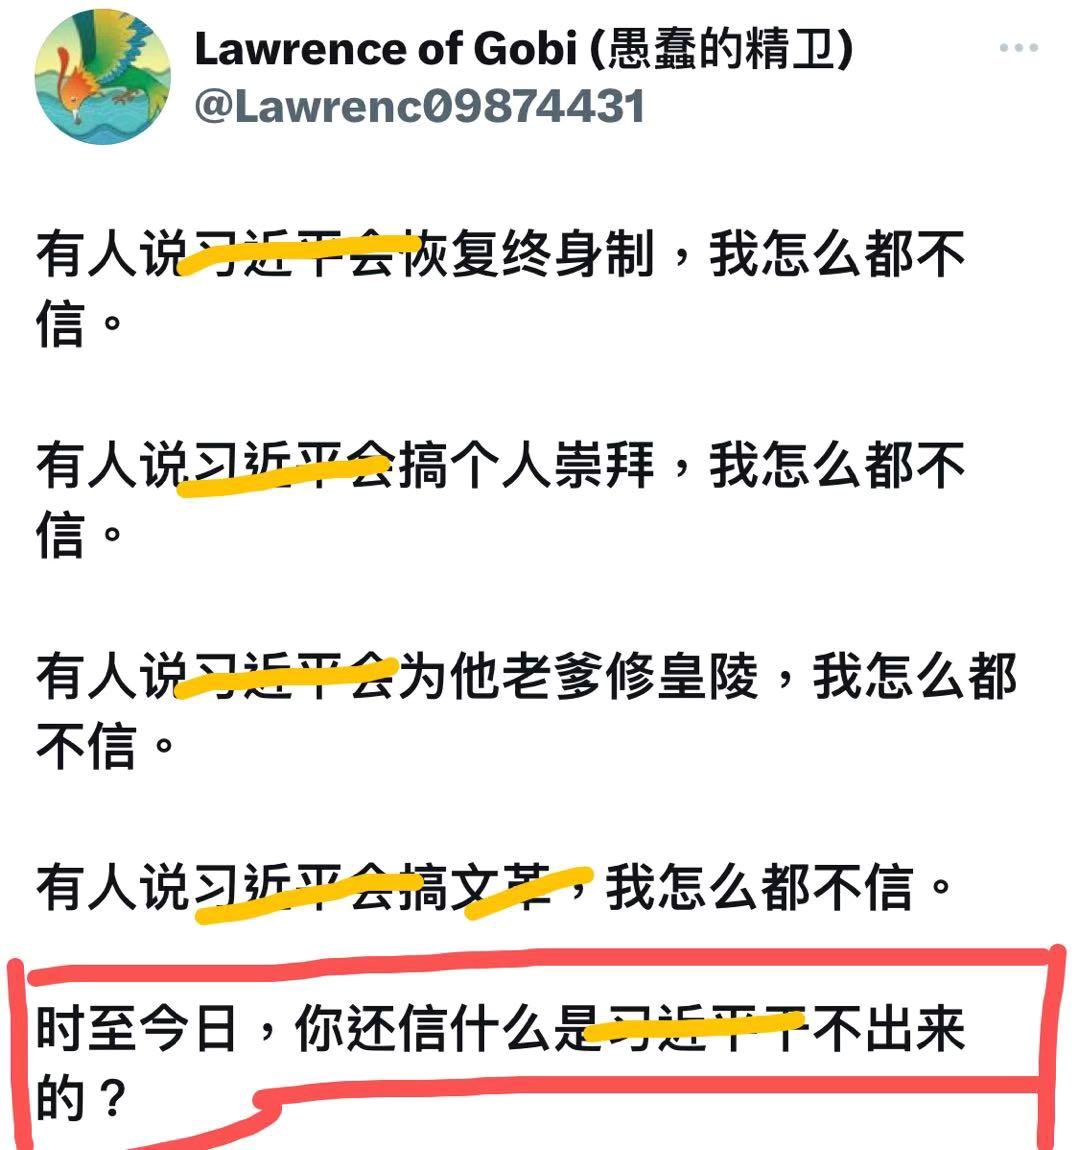 Lawrence of Gobi (愚蠢的精卫)
@Lawrenc09874431
有人说习近平会恢复终身制，我怎么都不
信。
有人说习近平会搞个人崇拜，我怎么都不
信。
有人说习近平会为他老爹修皇陵，我怎么都
不信。
有人说习近平会搞文革，我怎么都不信。
时至今日，你还信什么是习近平干不出来
的？